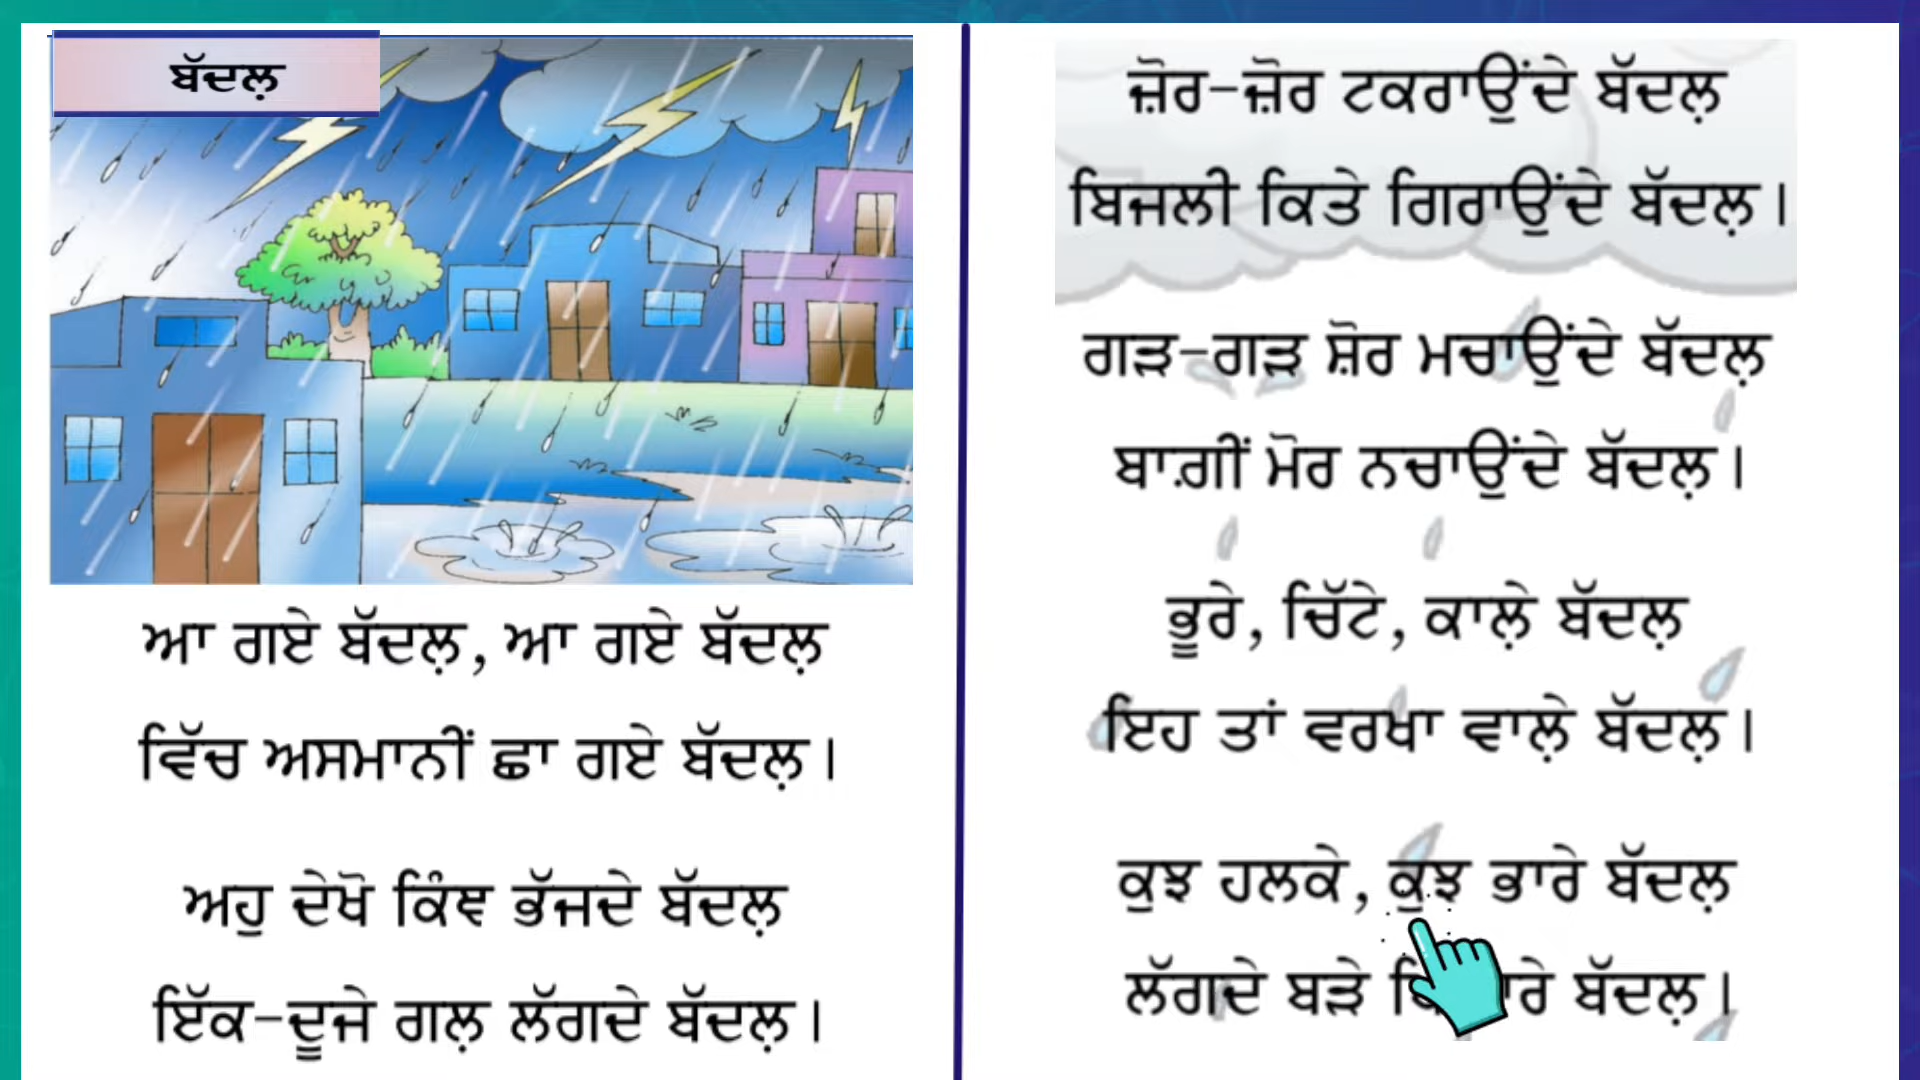 ਬੱਦਲ਼
ਆ ਗਏ ਬੱਦਲ਼, ਆ ਗਏ ਬੱਦਲ਼
ਵਿੱਚ ਅਸਮਾਨੀਂ ਛਾ ਗਏ ਬੱਦਲ਼।
ਅਹੁ ਦੇਖੋ ਕਿੰਞ ਭੱਜਦੇ ਬੱਦਲ਼
ਇੱਕ-ਦੂਜੇ ਗਲ਼ ਲੱਗਦੇ ਬੱਦਲ਼।
ਜ਼ੋਰ-ਜ਼ੋਰ ਟਕਰਾਉਂਦੇ ਬੱਦਲ਼
ਬਿਜਲੀ ਕਿਤੇ ਗਿਰਾਉਂਦੇ ਬੱਦਲ਼।
ਗੜ-ਗੜ ਸ਼ੋਰ ਮਚਾਉਂਦੇ ਬੱਦਲ਼
ਬਾਗ਼ੀਂ ਮੋਰ ਨਚਾਉਂਦੇ ਬੱਦਲ਼।
ਭੂਰੇ, ਚਿੱਟੇ, ਕਾਲ਼ੇ ਬੱਦਲ਼
ਇਹ ਤਾਂ ਵਰਖਾ ਵਾਲ਼ੇ ਬੱਦਲ਼।
ਕੁਝ ਹਲਕੇ, ਕੁਝ ਭਾਰੇ ਬੱਦਲ਼
ਲੱਗਦੇ ਬੜੇ ਬੱਦਲ਼।